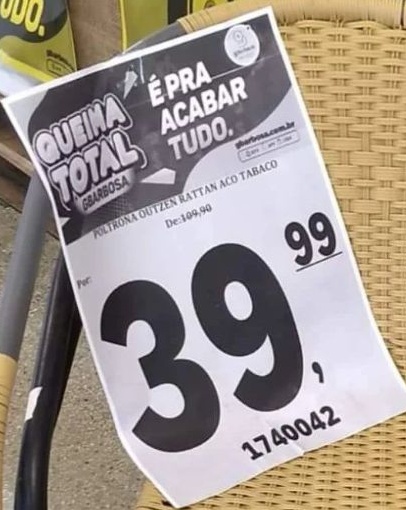 UDO.
QUEIMA
TOTAL
GBARBOSA
É PRA
ACABAR
TUDO.
gbarbosa.com.br
POLTRONA OUTZEN RATTAN ACO TABACO
De:109,90
Por:
39,99
1740042